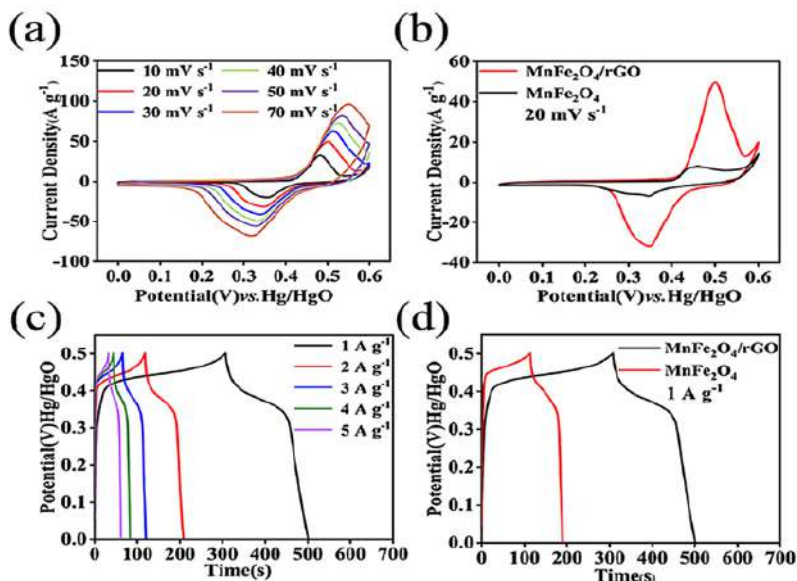 (a)
10 mV s⁻¹ 40 mV s⁻¹
20 mV s⁻¹ 50 mV s⁻¹
30 mV s⁻¹ 70 mV s⁻¹
Current Density(A g⁻¹)
150
100
50
0
-50
-100
0.0 0.1 0.2 0.3 0.4 0.5 0.6
Potential(V)vs.Hg/HgO
(b)
MnFe₂O₄/rGO
MnFe₂O₄
20 mV s⁻¹
Current Density(A g⁻¹)
60
40
20
0
-20
-40
0.0 0.1 0.2 0.3 0.4 0.5 0.6
Potential(V)vs.Hg/HgO
(c)
1 A g⁻¹
2 A g⁻¹
3 A g⁻¹
4 A g⁻¹
5 A g⁻¹
Potential(V)Hg/HgO
0.5
0.4
0.3
0.2
0.1
0.0
0 100 200 300 400 500 600 700
Time(s)
(d)
MnFe₂O₄/rGO
MnFe₂O₄
1 A g⁻¹
Potential(V)Hg/HgO
0.5
0.4
0.3
0.2
0.1
0.0
0 100 200 300 400 500 600 700
Time(s)